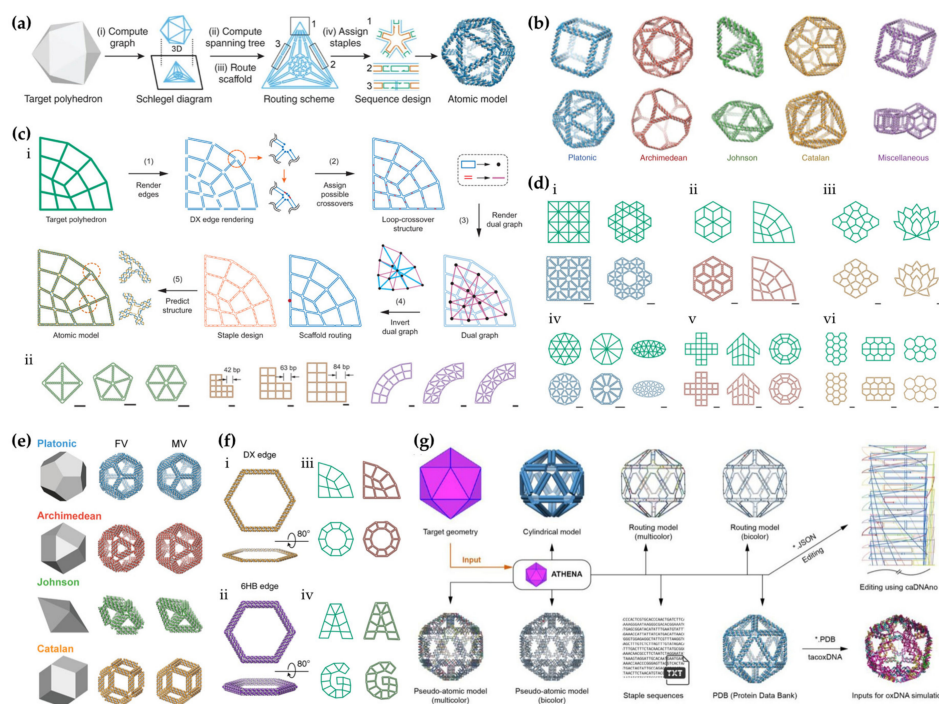 (a)
(i) Compute
graph
3D
Target polyhedron
Schlegel diagram
(ii) Compute
spanning tree
(iii) Route
scaffold
1
3
2
Routing scheme
(iv) Assign
staples
1
2
3
Sequence design
Atomic model
(b)
Platonic
Archimedean
Johnson
Catalan
Miscellaneous
(c)
i
Target polyhedron
(1)
Render
edges
DX edge rendering
(2)
Assign
possible
crossovers
Loop-crossover
structure
(3)
Render
dual graph
Dual graph
(4)
Invert
dual graph
Scaffold routing
Staple design
(5)
Predict
structure
Atomic model
ii
42 bp
63 bp
84 bp
(d)
i
ii
iii
iv
v
vi
(e)
Platonic
FV
MV
Archimedean
Johnson
Catalan
(f)
DX edge
i
80°
ii
6HB edge
80°
iii
iv
(g)
Target geometry
Cylindrical model
Routing model
(multicolor)
Routing model
(bicolor)
Input
ATHENA
*.JSON
Editing
Editing using caDNAno
Pseudo-atomic model
(multicolor)
Pseudo-atomic model
(bicolor)
TXT
Staple sequences
PDB (Protein Data Bank)
*.PDB
tacoxDNA
Inputs for oxDNA simulatio